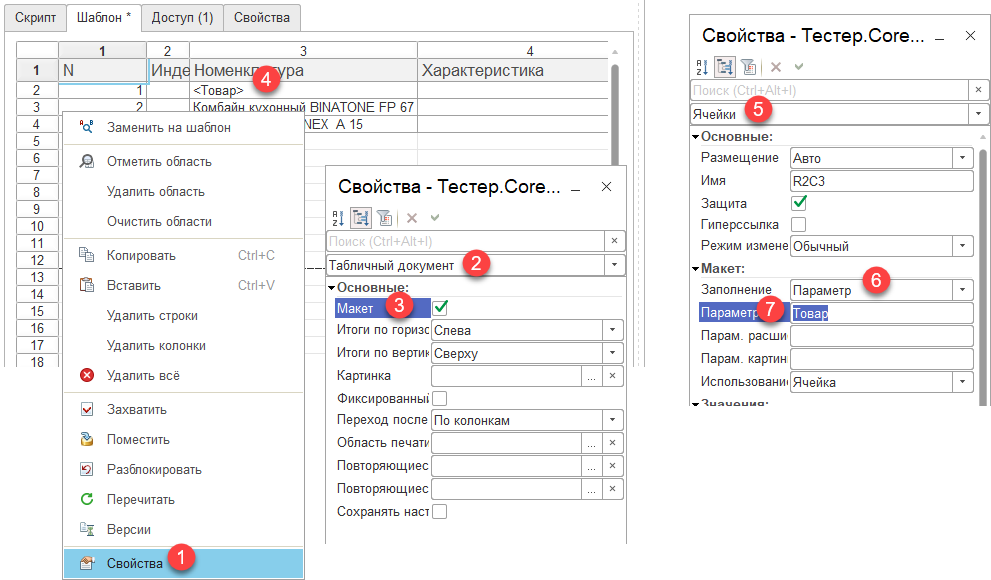 Скрипт Шаблон * Доступ (1) Свойства
1 2 3 4
1 N Инде Номенклатура Характеристика
4
2 1 <Товар>
3 2 Комбайн кухонный BINATONE FP 67
4 NEX A 15
5
6
7
8
9
10
11
12
13
14
15
16
17
18
Заменить на шаблон
Отметить область
Удалить область
Очистить области
Копировать Ctrl+C
Вставить Ctrl+V
Удалить строки
Удалить колонки
Удалить всё
Захватить
Поместить
Разблокировать
Перечитать
Версии
Свойства 1
Свойства - Тестер.Core...
Поиск (Ctrl+Alt+I)
Табличный документ 2
Основные:
Макет 3
Итоги по горизо Слева
Итоги по вертик Сверху
Картинка
Фиксированный
Переход после По колонкам
Область печати
Повторяющиес
Повторяющиес
Сохранять наст
Свойства - Тестер.Core...
Поиск (Ctrl+Alt+I)
Ячейки 5
Основные:
Размещение Авто
Имя R2C3
Защита
Гиперссылка
Режим измене Обычный
Макет:
Заполнение Параметр 6
Параметр 7 Товар
Парам. расши
Парам. картин
Использовани Ячейка
Значения: